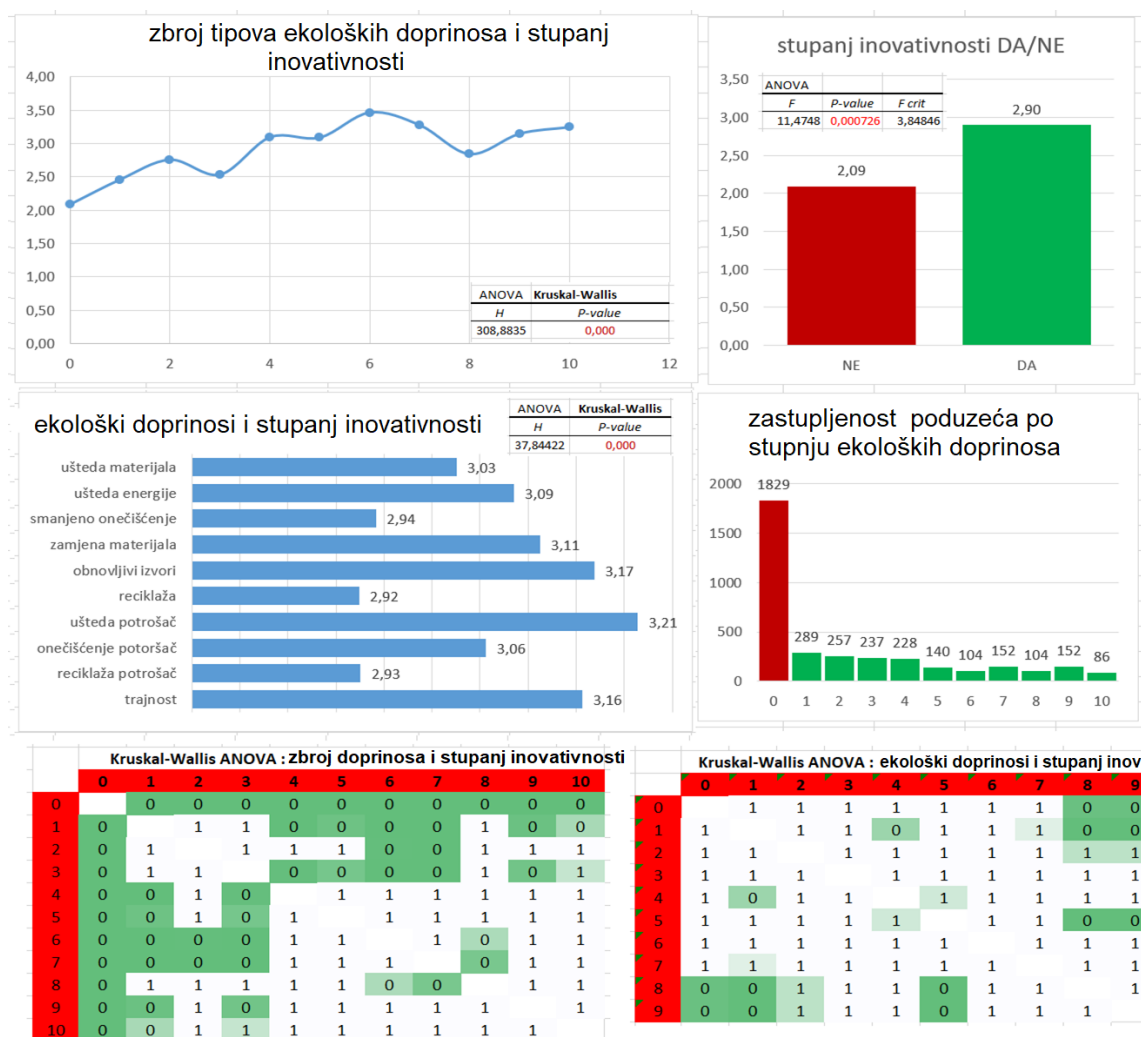 zbroj tipova ekoloških doprinosa i stupanj
inovativnosti
4,00
3,50
3,00
2,50
2,00
1,50
1,00
0,50
0,00
0 2 4 6 8 10 12
ANOVA Kruskal-Wallis
H P-value
308,8835 0,000
stupanj inovativnosti DA/NE
3,50
3,00
2,50
2,00
1,50
1,00
0,50
0,00
ANOVA
F P-value F crit
11,4748 0,000726 3,84846
2,09
2,90
NE DA
ekološki doprinosi i stupanj inovativnosti
ANOVA Kruskal-Wallis
H P-value
37,84422 0,000
ušteda materijala 3,03
ušteda energije 3,09
smanjeno onečišćenje 2,94
zamjena materijala 3,11
obnovljivi izvori 3,17
reciklaža 2,92
ušteda potrošač 3,21
onečišćenje potoršač 3,06
reciklaža potrošač 2,93
trajnost 3,16
zastupljenost poduzeća po
stupnju ekoloških doprinosa
2000
1500
1000
500
0
1829 289 257 237 228 140 104 152 104 152 86
0 1 2 3 4 5 6 7 8 9 10
Kruskal-Wallis ANOVA : zbroj doprinosa i stupanj inovativnosti
0 1 2 3 4 5 6 7 8 9 10
0 0 0 0 0 0 0 0 0 0 0
1 0 1 1 0 0 0 0 1 0 0
2 0 1 1 1 1 0 0 1 1 1
3 0 1 1 0 0 0 0 1 0 1
4 0 0 1 0 1 1 1 1 1 1
5 0 0 1 0 1 1 1 1 1 1
6 0 0 0 0 1 1 1 0 1 1
7 0 0 0 0 1 1 1 0 1 1
8 0 1 1 1 1 1 0 0 1 1
9 0 0 1 0 1 1 1 1 1 1
10 0 0 1 1 1 1 1 1 1 1
Kruskal-Wallis ANOVA : ekološki doprinosi i stupanj inov
0 1 2 3 4 5 6 7 8 9
0 1 1 1 1 1 1 1 0 0
1 1 1 1 0 1 1 1 0 0
2 1 1 1 1 1 1 1 1 1
3 1 1 1 1 1 1 1 1 1
4 1 0 1 1 1 1 1 1 1
5 1 1 1 1 1 1 1 0 0
6 1 1 1 1 1 1 1 1 1
7 1 1 1 1 1 1 1 1 1
8 0 0 1 1 1 0 1 1 1
9 0 0 1 1 1 0 1 1 1